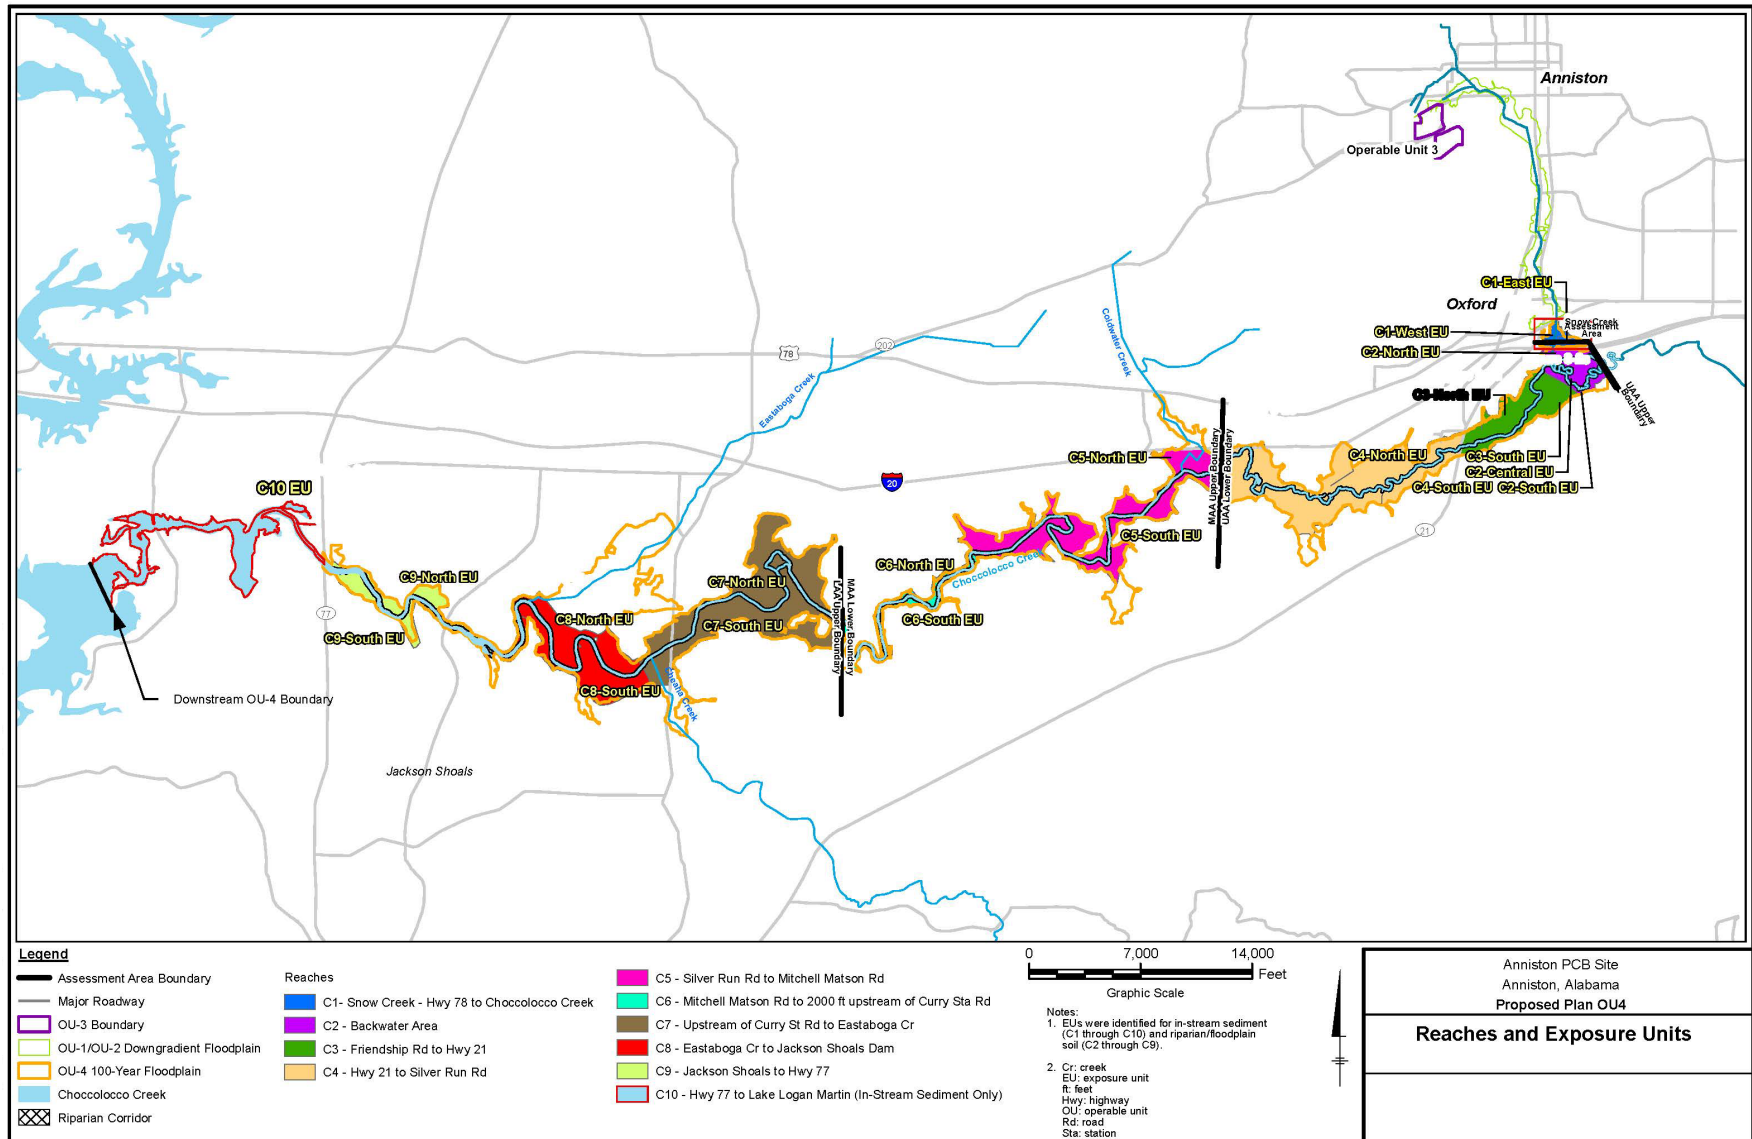 Anniston
Operable Unit 3
C1-East EU
Oxford
Snow Creek
Assessment
Area
C1-West EU
C2-North EU
UAA Upper
Boundary
C3-North EU
78
202
Coldwater Creek
Eastaboga Creek
MAA Upper Boundary
UAA Lower Boundary
C5-North EU
C4-North EU
C3-South EU
C2-Central EU
C4-South EU
C2-South EU
20
21
C10 EU
C5-South EU
C6-North EU
Choccolocco Creek
C9-North EU
C7-North EU
MAA Lower Boundary
LAA Upper Boundary
77
C9-South EU
C8-North EU
C7-South EU
C6-South EU
C8-South EU
Cheaha Creek
Downstream OU-4 Boundary
Jackson Shoals
Legend
Assessment Area Boundary
Major Roadway
OU-3 Boundary
OU-1/OU-2 Downgradient Floodplain
OU-4 100-Year Floodplain
Choccolocco Creek
Riparian Corridor
Reaches
C1- Snow Creek - Hwy 78 to Choccolocco Creek
C2 - Backwater Area
C3 - Friendship Rd to Hwy 21
C4 - Hwy 21 to Silver Run Rd
C5 - Silver Run Rd to Mitchell Matson Rd
C6 - Mitchell Matson Rd to 2000 ft upstream of Curry Sta Rd
C7 - Upstream of Curry St Rd to Eastaboga Cr
C8 - Eastaboga Cr to Jackson Shoals Dam
C9 - Jackson Shoals to Hwy 77
C10 - Hwy 77 to Lake Logan Martin (In-Stream Sediment Only)
0 7,000 14,000
Feet
Graphic Scale
Notes:
1. EUs were identified for in-stream sediment
(C1 through C10) and riparian/floodplain
soil (C2 through C9).
2. Cr: creek
EU: exposure unit
ft: feet
Hwy: highway
OU: operable unit
Rd: road
Sta: station
Anniston PCB Site
Anniston, Alabama
Proposed Plan OU4
Reaches and Exposure Units